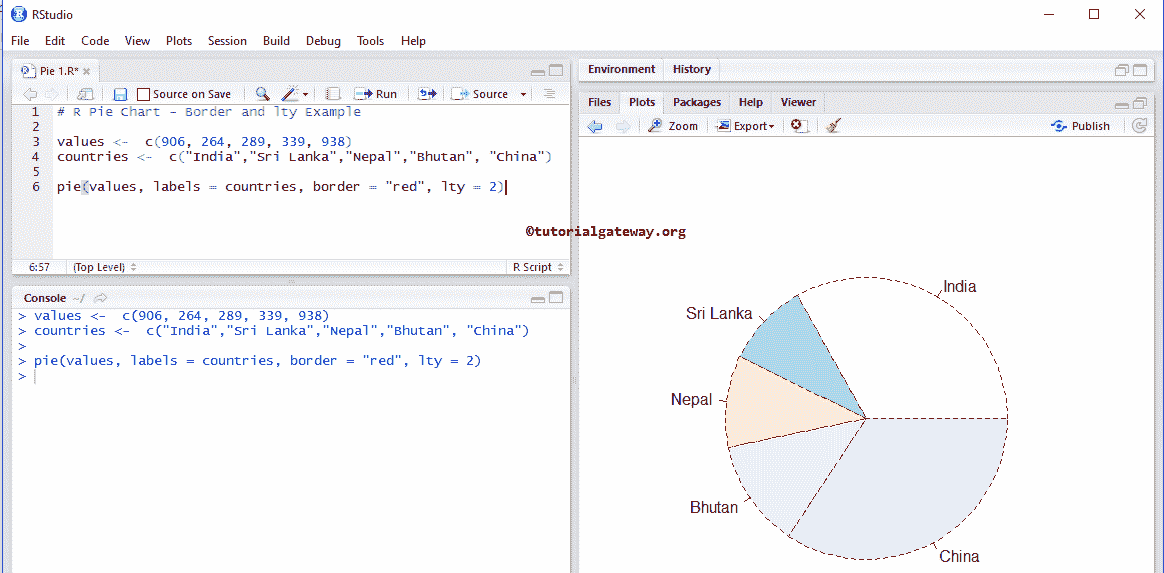 RStudio
File Edit Code View Plots Session Build Debug Tools Help
Pie 1.R*
Source on Save Run Source
1 # R Pie Chart - Border and lty Example
2
3 values <-  c(906, 264, 289, 339, 938)
4 countries <-  c("India","Sri Lanka","Nepal","Bhutan", "China")
5
6 pie(values, labels = countries, border = "red", lty = 2)
6:57 (Top Level) R Script
Console ~/
> values <-  c(906, 264, 289, 339, 938)
> countries <-  c("India","Sri Lanka","Nepal","Bhutan", "China")
>
> pie(values, labels = countries, border = "red", lty = 2)
>
Environment History
Files Plots Packages Help Viewer
Zoom Export Publish
©tutorialgateway.org
India
Sri Lanka
Nepal
Bhutan
China